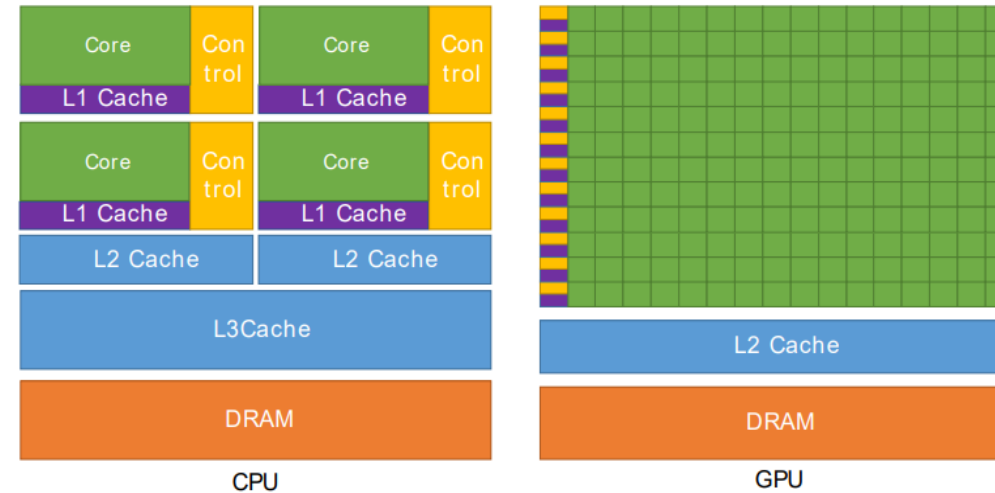 Core
Con
trol
L1 Cache
Core
Con
trol
L1 Cache
Core
Con
trol
L1 Cache
Core
Con
trol
L1 Cache
L2 Cache
L2 Cache
L3Cache
DRAM
CPU
L2 Cache
DRAM
GPU